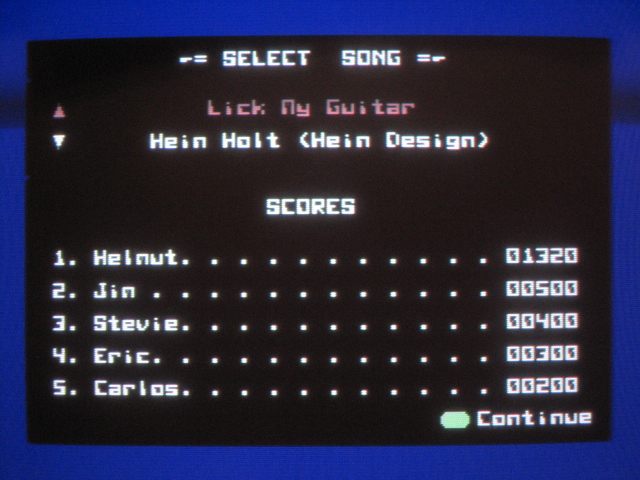 -= SELECT SONG =-
Lick My Guitar
Hein Holt (Hein Design)
SCORES
1. Helmut. . . . . . . . . . . . 01320
2. Jim . . . . . . . . . . . . 00500
3. Stevie. . . . . . . . . . . . 00400
4. Eric. . . . . . . . . . . . 00300
5. Carlos. . . . . . . . . . . . 00200
Continue